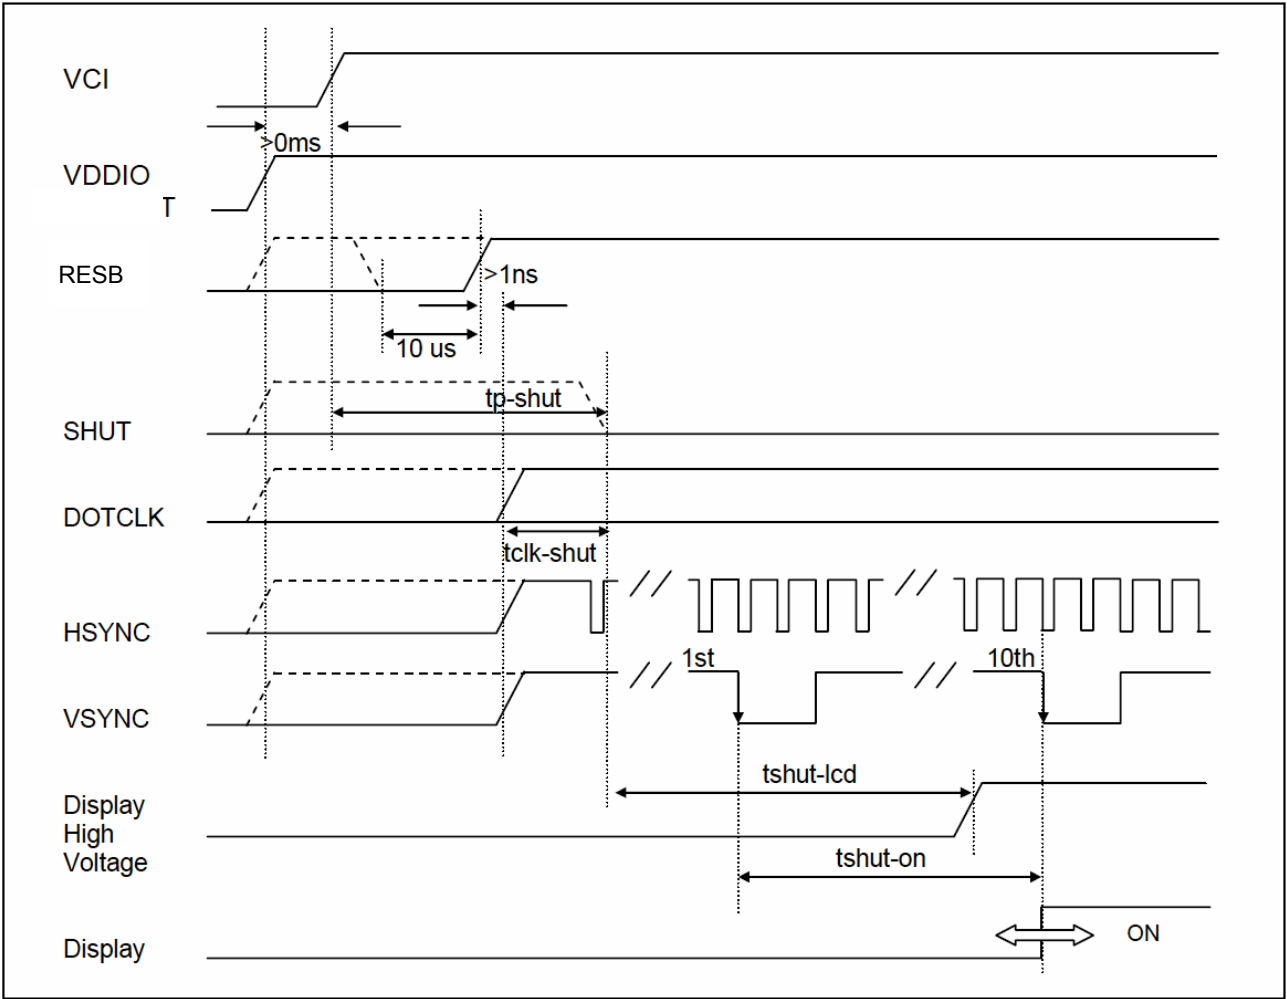 VCI
>0ms
VDDIO
T
RESB
>1ns
10 us
tp-shut
SHUT
DOTCLK
tclk-shut
HSYNC
1st
10th
VSYNC
tshut-lcd
Display
High
Voltage
tshut-on
ON
Display